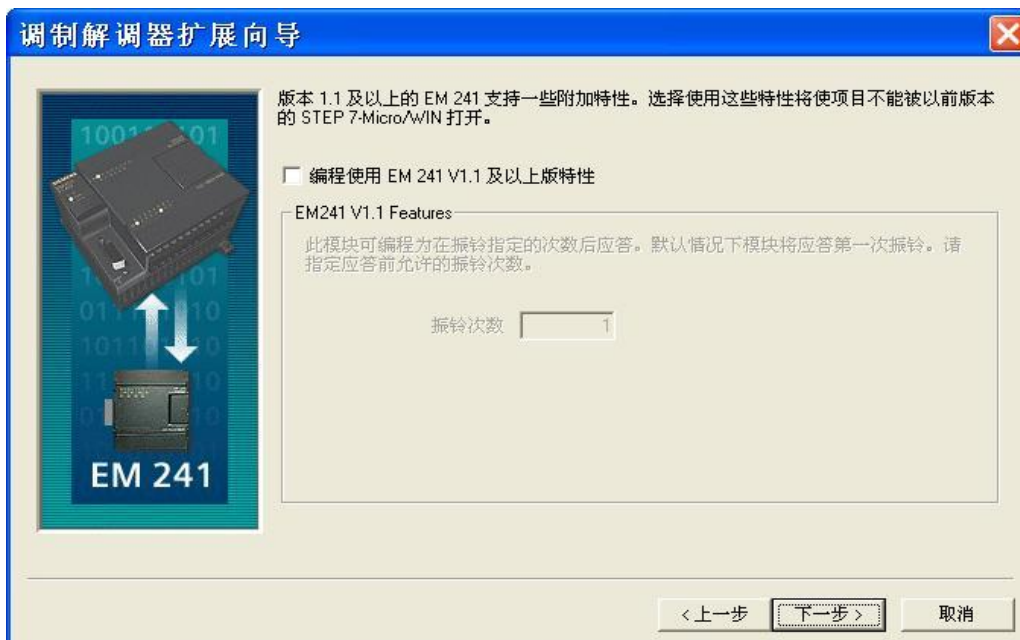 调制解调器扩展向导
版本 1.1 及以上的 EM 241 支持一些附加特性。选择使用这些特性将使项目不能被以前版本
的 STEP 7-Micro/WIN 打开。
编程使用 EM 241 V1.1 及以上版特性
EM241 V1.1 Features
此模块可编程为在振铃指定的次数后应答。默认情况下模块将应答第一次振铃。请
指定应答前允许的振铃次数。
振铃次数 1
EM 241
<上一步 下一步> 取消